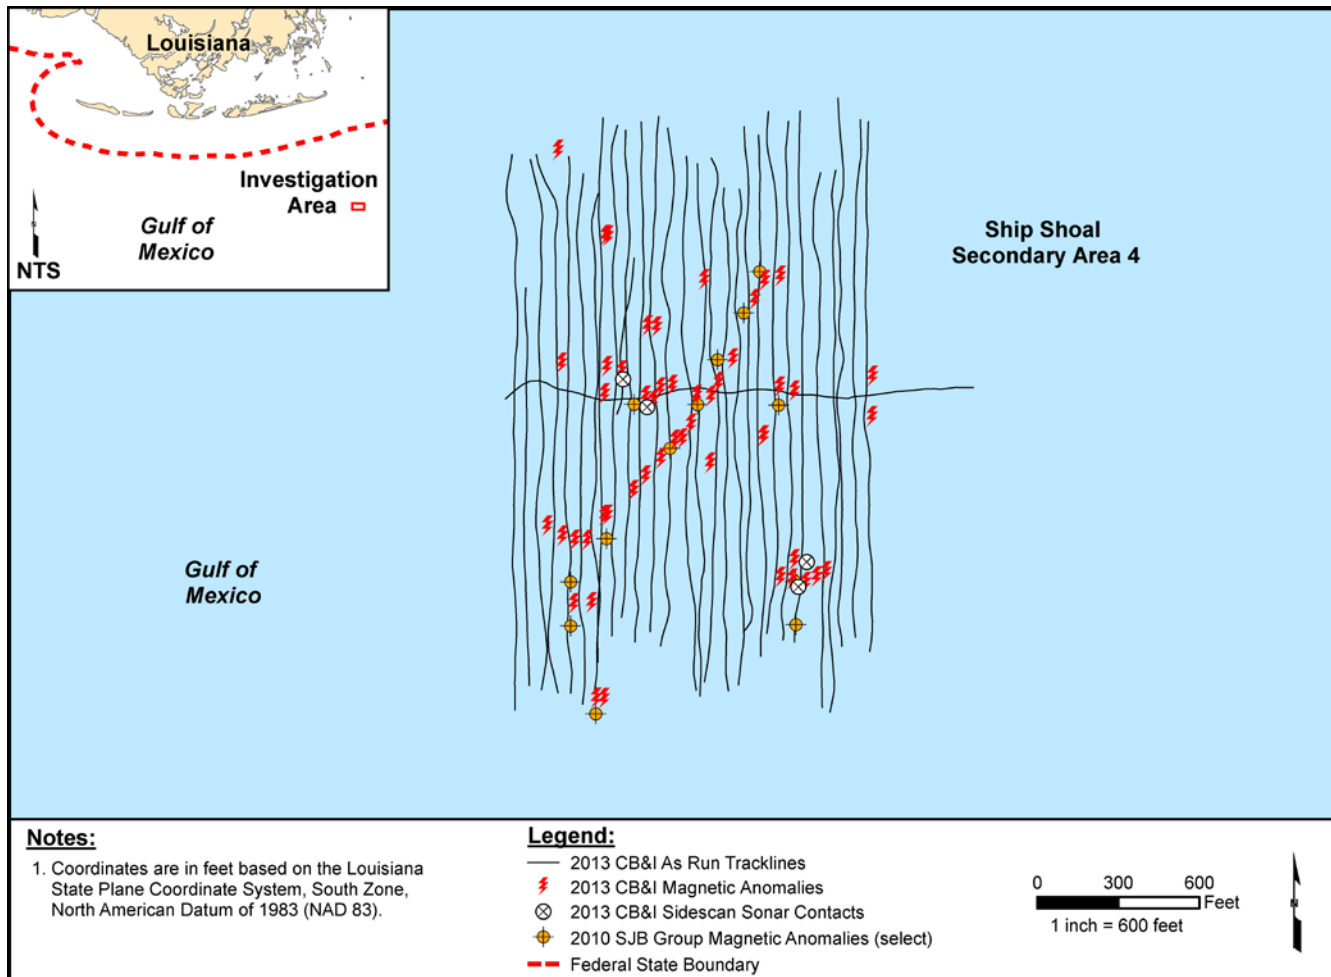 Louisiana
Investigation
Area
Gulf of
Mexico
NTS
Ship Shoal
Secondary Area 4
Gulf of
Mexico
Notes:
1. Coordinates are in feet based on the Louisiana
State Plane Coordinate System, South Zone,
North American Datum of 1983 (NAD 83).
Legend:
2013 CB&I As Run Tracklines
2013 CB&I Magnetic Anomalies
2013 CB&I Sidescan Sonar Contacts
2010 SJB Group Magnetic Anomalies (select)
Federal State Boundary
0 300 600
Feet
1 inch = 600 feet